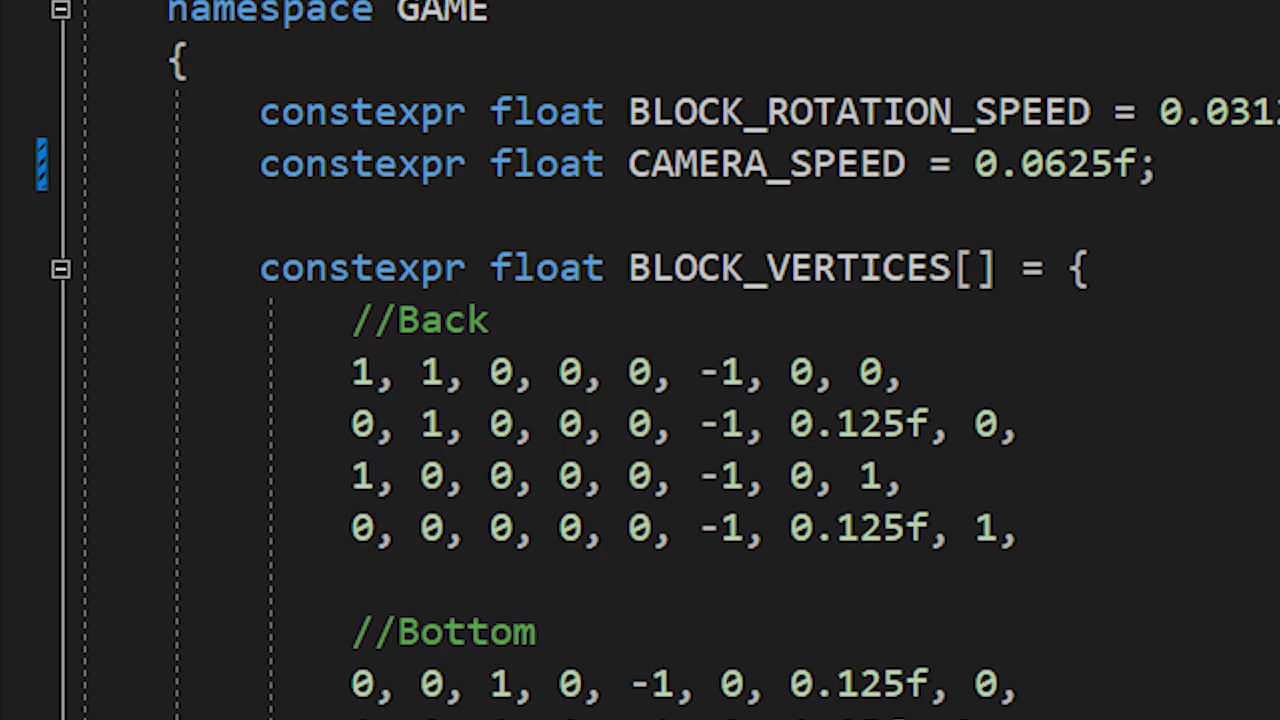 namespace GAME
{
constexpr float BLOCK_ROTATION_SPEED = 0.031
constexpr float CAMERA_SPEED = 0.0625f;
constexpr float BLOCK_VERTICES[] = {
//Back
1, 1, 0, 0, 0, -1, 0, 0,
0, 1, 0, 0, 0, -1, 0.125f, 0,
1, 0, 0, 0, 0, -1, 0, 1,
0, 0, 0, 0, 0, -1, 0.125f, 1,
//Bottom
0, 0, 1, 0, -1, 0, 0.125f, 0,